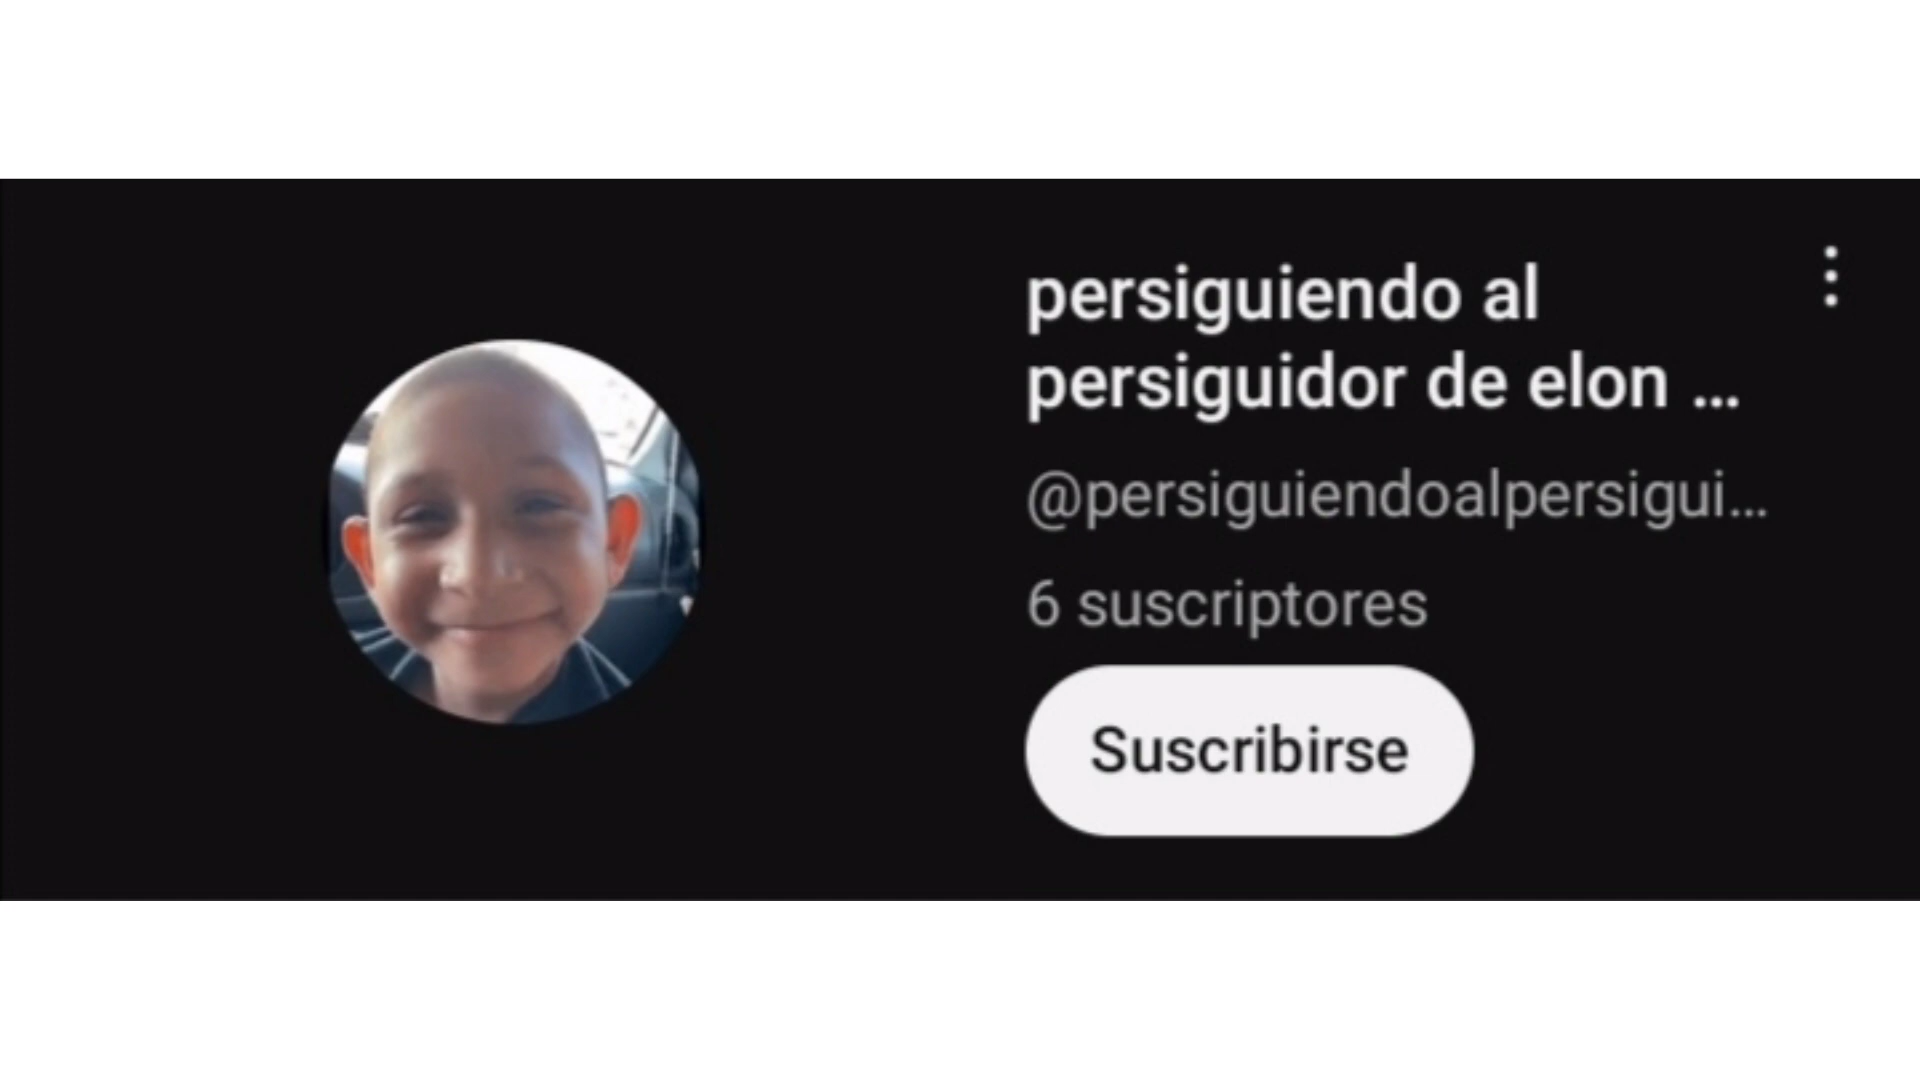 persiguiendo al
persiguidor de elon ...
@persiguiendoalpersigui...
6 suscriptores
Suscribirse